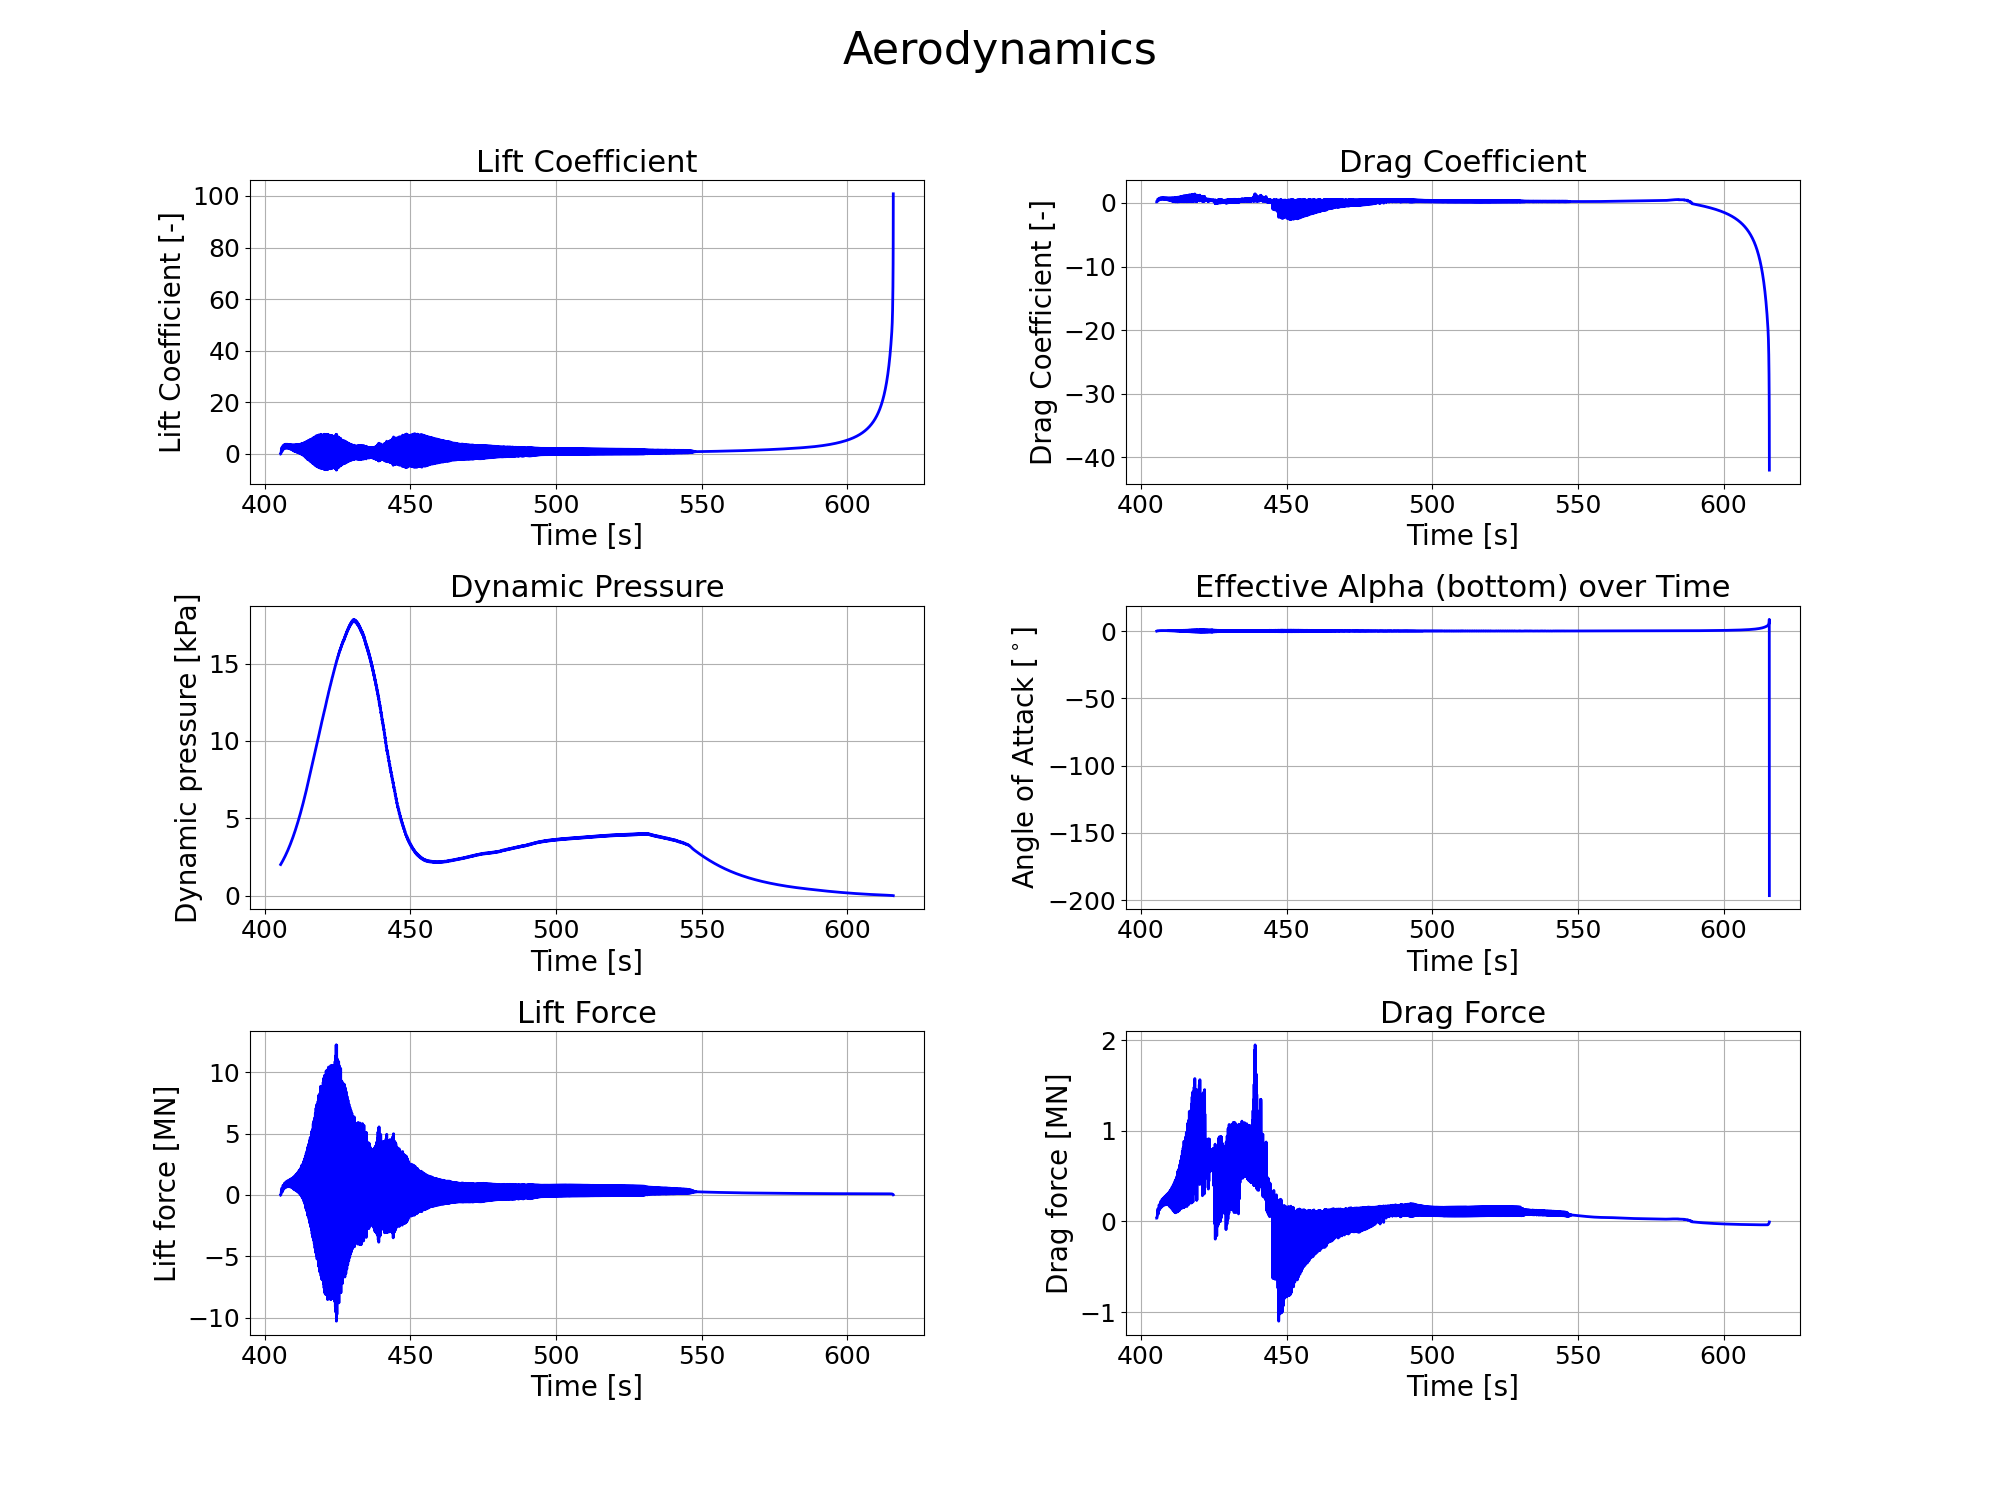 Aerodynamics
Lift Coefficient
Lift Coefficient [-]
100
80
60
40
20
0
400 450 500 550 600
Time [s]
Drag Coefficient
Drag Coefficient [-]
0
−10
−20
−30
−40
400 450 500 550 600
Time [s]
Dynamic Pressure
Dynamic pressure [kPa]
15
10
5
0
400 450 500 550 600
Time [s]
Effective Alpha (bottom) over Time
Angle of Attack [°]
0
−50
−100
−150
−200
400 450 500 550 600
Time [s]
Lift Force
Lift force [MN]
10
5
0
−5
−10
400 450 500 550 600
Time [s]
Drag Force
Drag force [MN]
2
1
0
−1
400 450 500 550 600
Time [s]